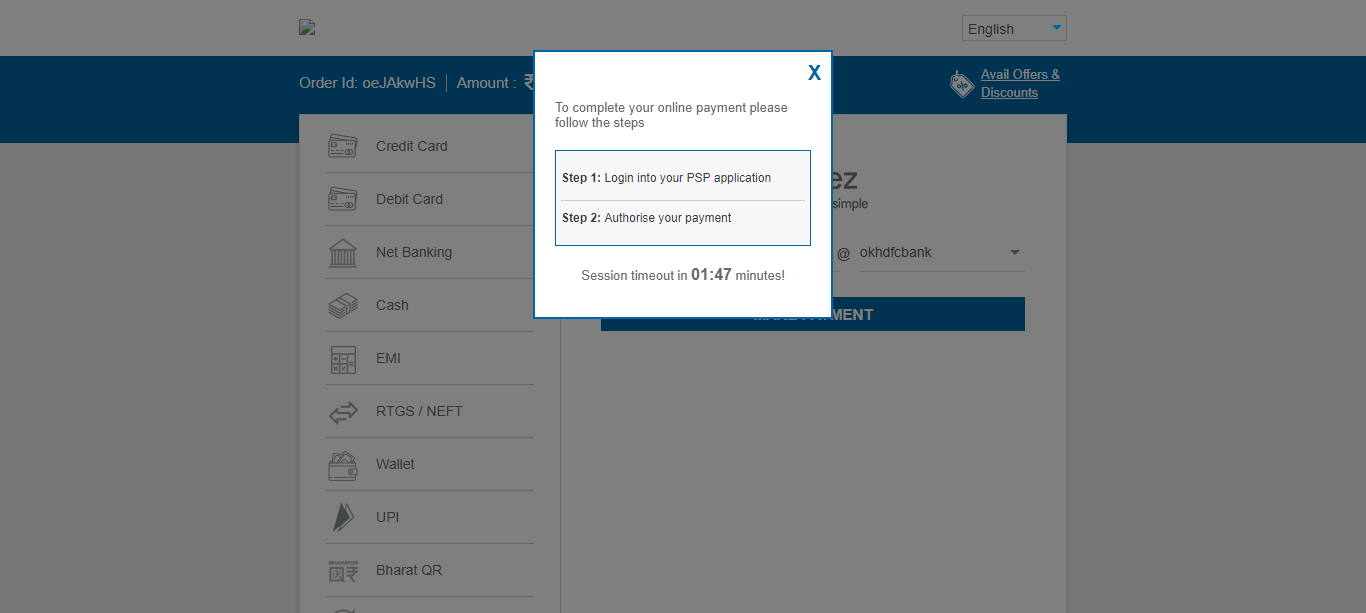 English
Order Id: oeJAkwHS
Amount : ₹
Avail Offers &
Discounts
X
To complete your online payment please
follow the steps
Step 1: Login into your PSP application
Step 2: Authorise your payment
Session timeout in 01:47 minutes!
Credit Card
Debit Card
Net Banking
Cash
EMI
RTGS / NEFT
Wallet
UPI
Bharat QR
ez
simple
@ okhdfcbank